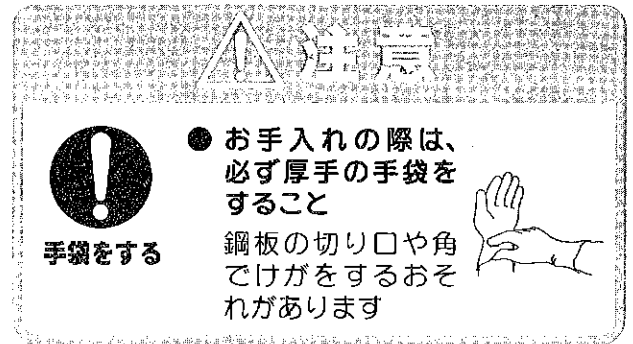 注意
手袋をする
● お手入れの際は、
必ず厚手の手袋を
すること
鋼板の切り口や角
でけがをするおそ
れがあります